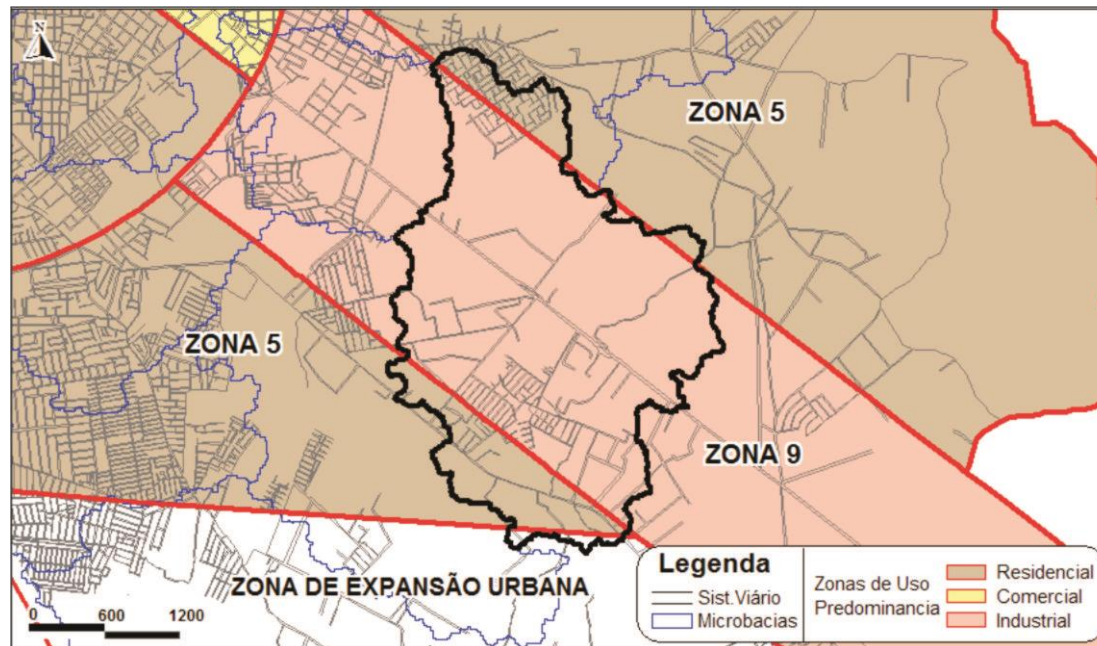 N
ZONA 5
ZONA 5
ZONA 9
ZONA DE EXPANSÃO URBANA
0 600 1200
Legenda
Sist.Viário
Microbacias
Zonas de Uso
Predominancia
Residencial
Comercial
Industrial